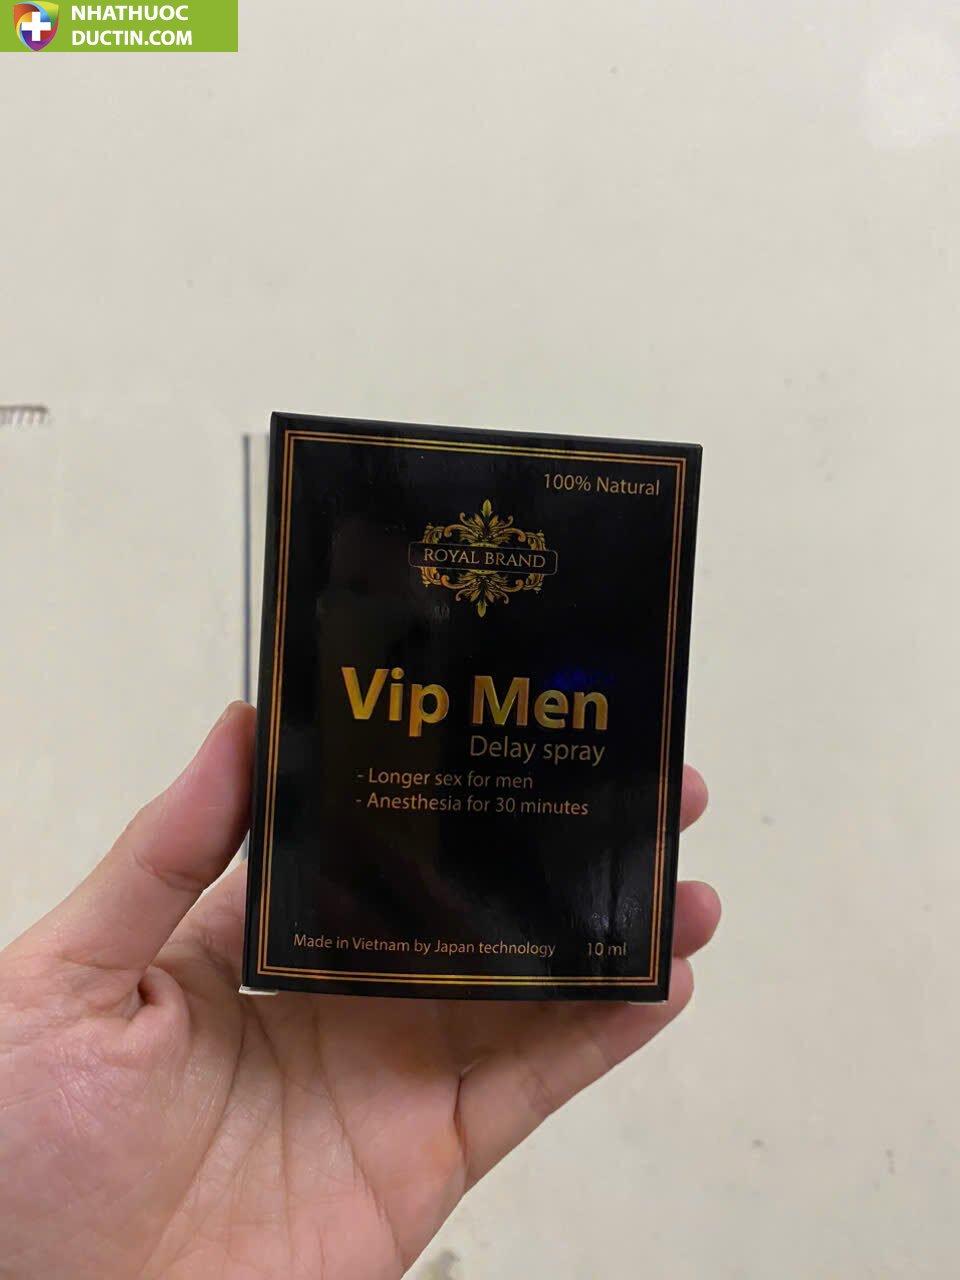 NHATHUOC
DUCTIN.COM
100% Natural
ROYAL BRAND
Vip Men
Delay spray
- Longer sex for men
- Anesthesia for 30 minutes
Made in Vietnam by Japan technology 10 ml